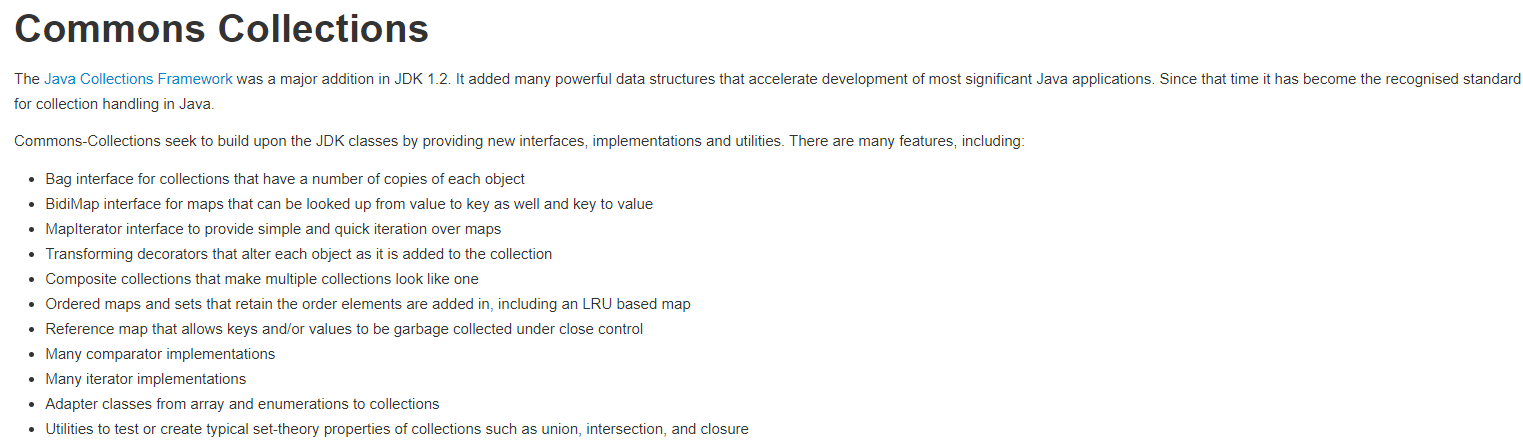 Commons Collections
The Java Collections Framework was a major addition in JDK 1.2. It added many powerful data structures that accelerate development of most significant Java applications. Since that time it has become the recognised standard
for collection handling in Java.
Commons-Collections seek to build upon the JDK classes by providing new interfaces, implementations and utilities. There are many features, including:
• Bag interface for collections that have a number of copies of each object
• BidiMap interface for maps that can be looked up from value to key as well and key to value
• MapIterator interface to provide simple and quick iteration over maps
• Transforming decorators that alter each object as it is added to the collection
• Composite collections that make multiple collections look like one
• Ordered maps and sets that retain the order elements are added in, including an LRU based map
• Reference map that allows keys and/or values to be garbage collected under close control
• Many comparator implementations
• Many iterator implementations
• Adapter classes from array and enumerations to collections
• Utilities to test or create typical set-theory properties of collections such as union, intersection, and closure